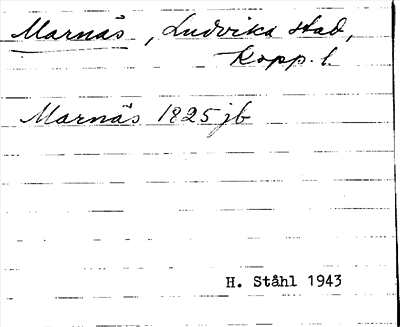 Marnäs, Ludvika stad,
Kopp. l.
Marnäs 1825 jb
H. Ståhl 1943